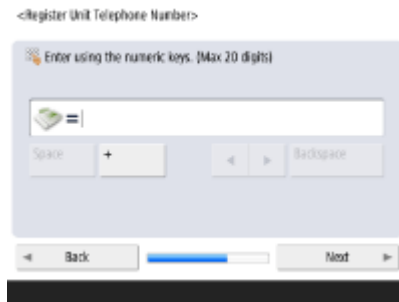 <Register Unit Telephone Number>
Enter using the numeric keys. (Max 20 digits)
=
Space + ◀ ▶ Backspace
◀ Back Next ▶